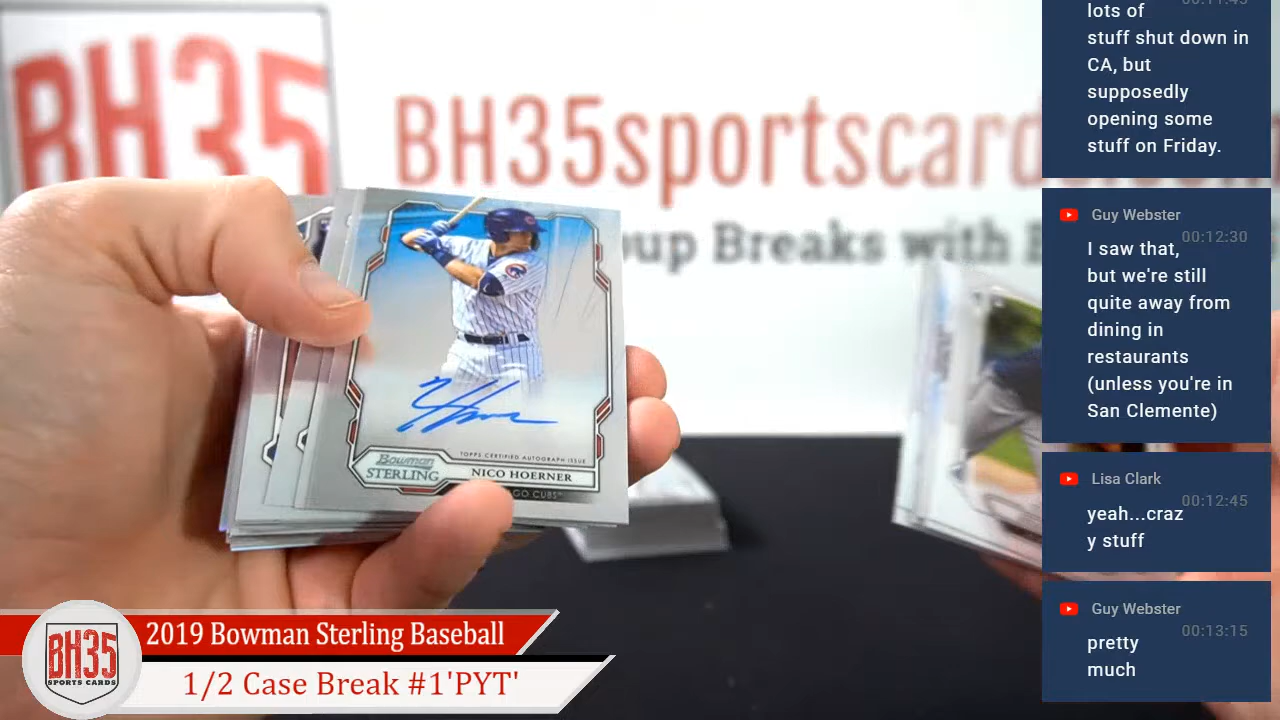 BH35
BH35sportscard
oup Breaks with
TOPPS CERTIFIED AUTOGRAPH ISSUE
Bowman
STERLING
NICO HOERNER
GO CUBS
BH35
SPORTS CARDS
2019 Bowman Sterling Baseball
1/2 Case Break #1'PYT'
lots of
stuff shut down in
CA, but
supposedly
opening some
stuff on Friday.
Guy Webster
00:12:30
I saw that,
but we're still
quite away from
dining in
restaurants
(unless you're in
San Clemente)
Lisa Clark
00:12:45
yeah...craz
y stuff
Guy Webster
00:13:15
pretty
much